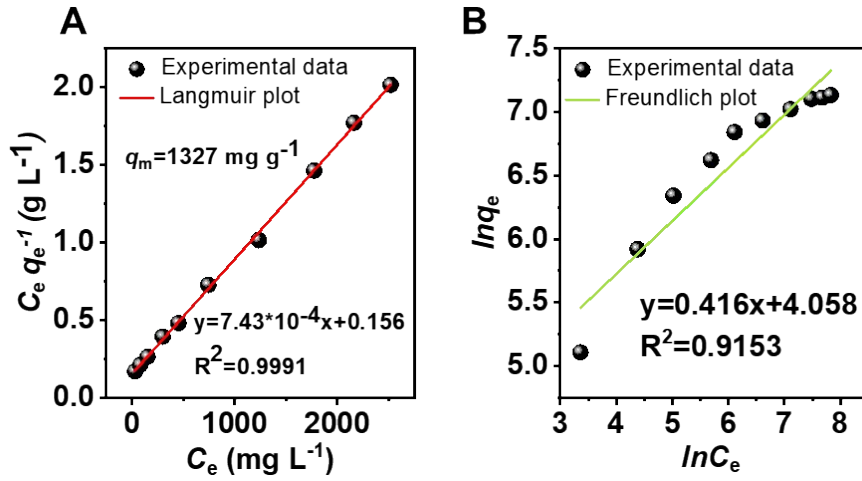 A
Experimental data
Langmuir plot
qm=1327 mg g-1
y=7.43*10-4x+0.156
R2=0.9991
2.0
1.5
1.0
0.5
0.0
Ce qe-1 (g L-1)
0
1000
2000
Ce (mg L-1)
B
Experimental data
Freundlich plot
y=0.416x+4.058
R2=0.9153
7.5
7.0
6.5
6.0
5.5
5.0
lnqe
3
4
5
6
7
8
lnCe